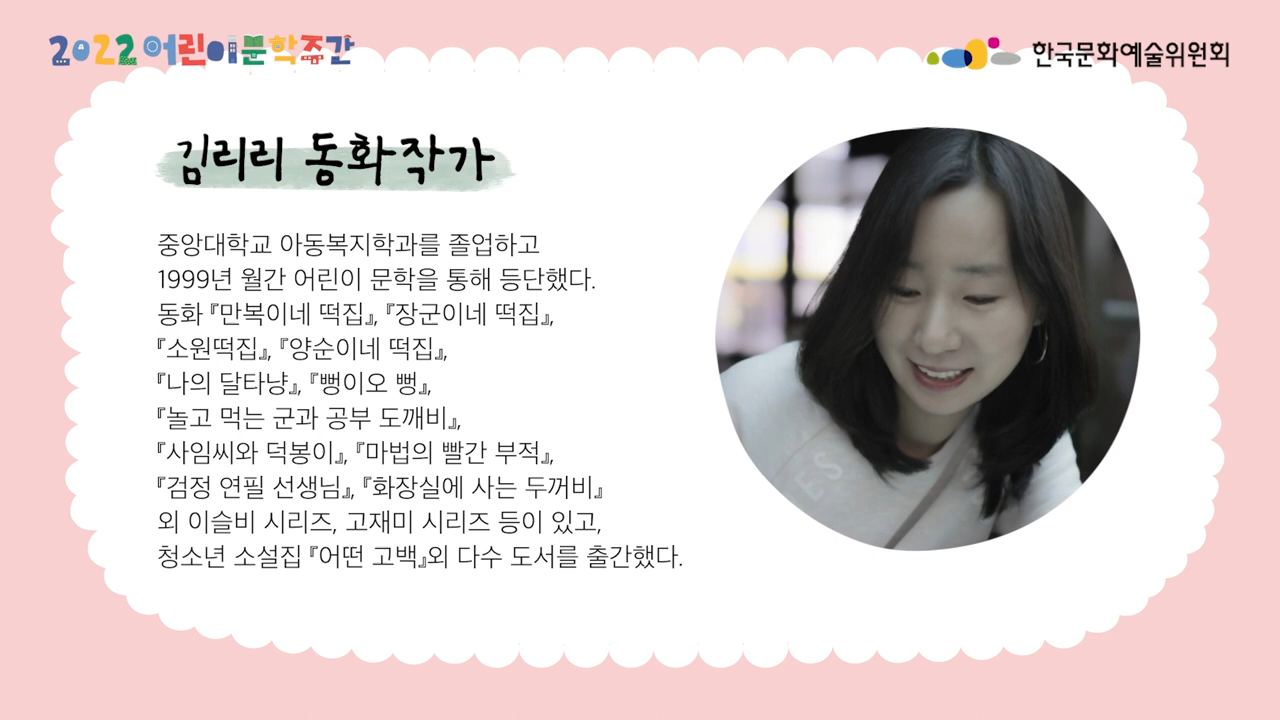 2022 어린이문학주간
한국문화예술위원회
김리리 동화작가
중앙대학교 아동복지학과를 졸업하고
1999년 월간 어린이 문학을 통해 등단했다.
동화 『만복이네 떡집』, 『장군이네 떡집』,
『소원떡집』, 『양순이네 떡집』,
『나의 달타냥』, 『뻥이오 뻥』,
『놀고 먹는 군과 공부 도깨비』,
『사임씨와 덕봉이』, 『마법의 빨간 부적』,
『검정 연필 선생님』, 『화장실에 사는 두꺼비』
외 이슬비 시리즈, 고재미 시리즈 등이 있고,
청소년 소설집 『어떤 고백』외 다수 도서를 출간했다.